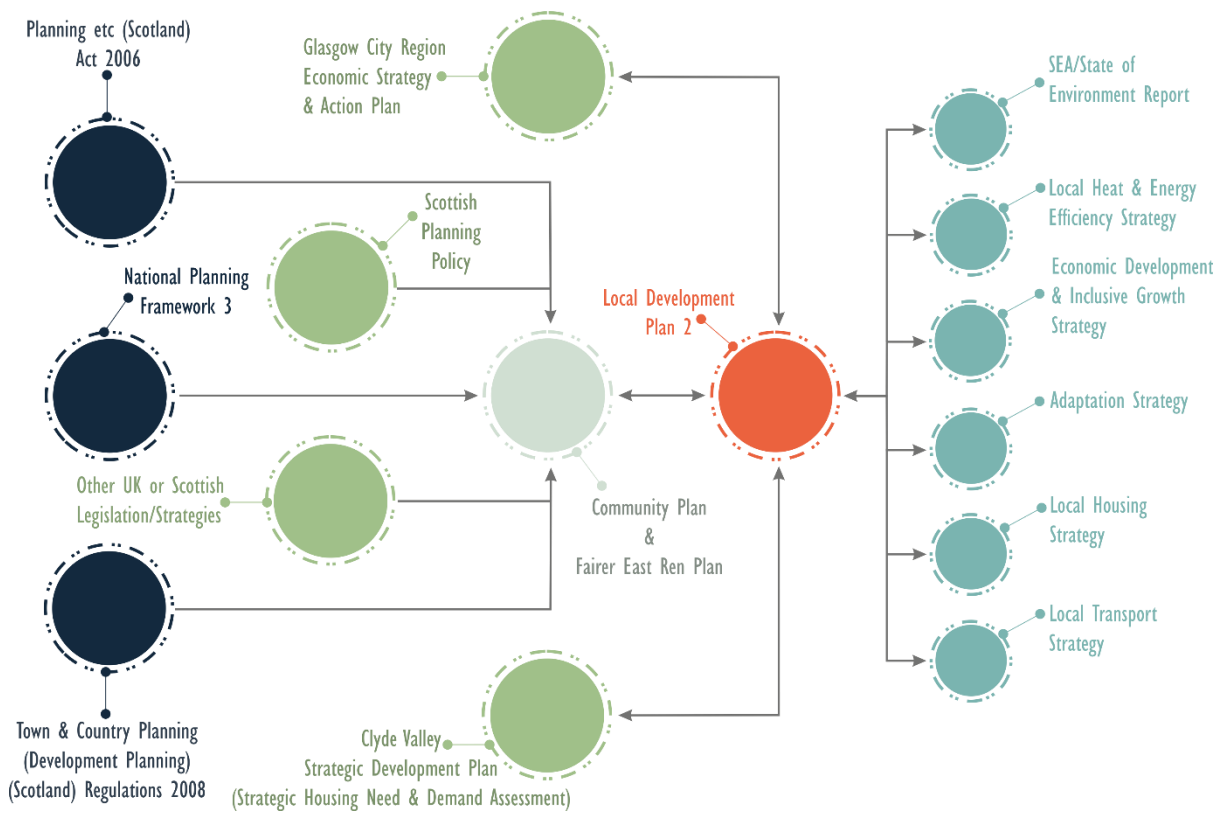 Planning etc (Scotland)
Act 2006
Glasgow City Region
Economic Strategy
& Action Plan
SEA/State of
Environment Report
Scottish
Planning
Policy
Local Heat & Energy
Efficiency Strategy
National Planning
Framework 3
Local Development
Plan 2
Economic Development
& Inclusive Growth
Strategy
Adaptation Strategy
Other UK or Scottish
Legislation/Strategies
Community Plan
&
Fairer East Ren Plan
Local Housing
Strategy
Local Transport
Strategy
Town & Country Planning
(Development Planning)
(Scotland) Regulations 2008
Clyde Valley
Strategic Development Plan
(Strategic Housing Need & Demand Assessment)